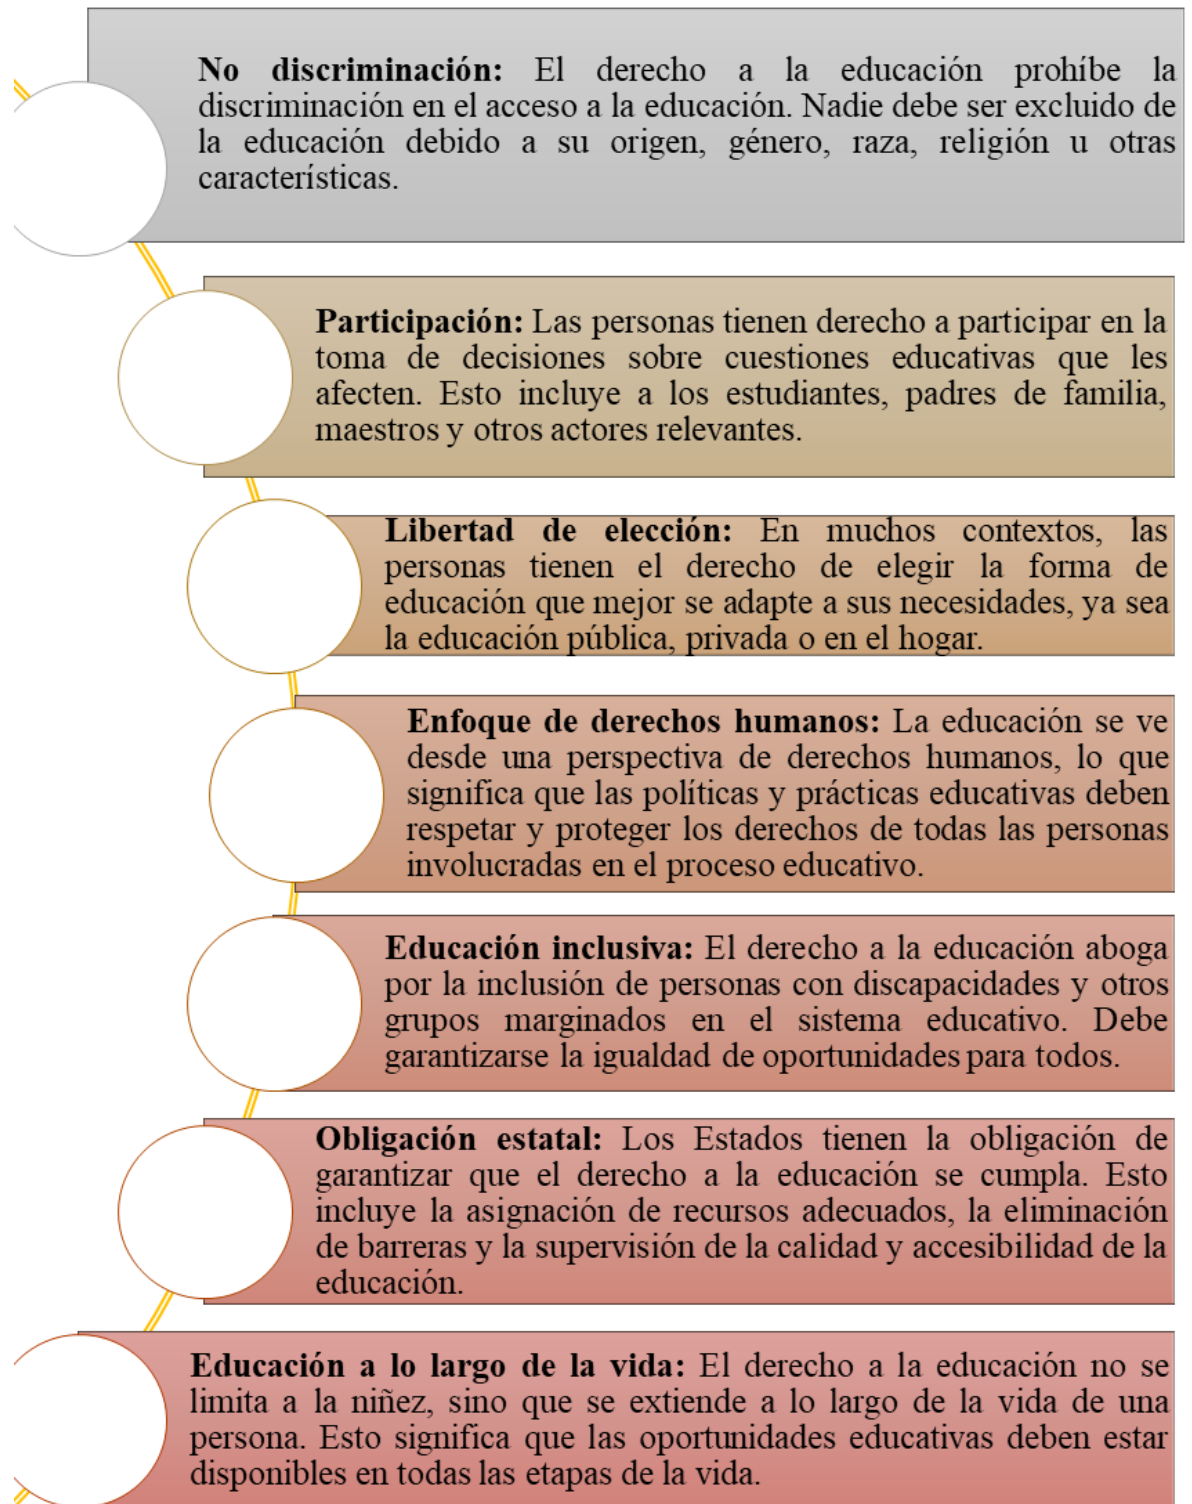 No discriminación: El derecho a la educación prohíbe la
discriminación en el acceso a la educación. Nadie debe ser excluido de
la educación debido a su origen, género, raza, religión u otras
características.
Participación: Las personas tienen derecho a participar en la
toma de decisiones sobre cuestiones educativas que les
afecten. Esto incluye a los estudiantes, padres de familia,
maestros y otros actores relevantes.
Libertad de elección: En muchos contextos, las
personas tienen el derecho de elegir la forma de
educación que mejor se adapte a sus necesidades, ya sea
la educación pública, privada o en el hogar.
Enfoque de derechos humanos: La educación se ve
desde una perspectiva de derechos humanos, lo que
significa que las políticas y prácticas educativas deben
respetar y proteger los derechos de todas las personas
involucradas en el proceso educativo.
Educación inclusiva: El derecho a la educación aboga
por la inclusión de personas con discapacidades y otros
grupos marginados en el sistema educativo. Debe
garantizarse la igualdad de oportunidades para todos.
Obligación estatal: Los Estados tienen la obligación de
garantizar que el derecho a la educación se cumpla. Esto
incluye la asignación de recursos adecuados, la eliminación
de barreras y la supervisión de la calidad y accesibilidad de la
educación.
Educación a lo largo de la vida: El derecho a la educación no se
limita a la niñez, sino que se extiende a lo largo de la vida de una
persona. Esto significa que las oportunidades educativas deben estar
disponibles en todas las etapas de la vida.